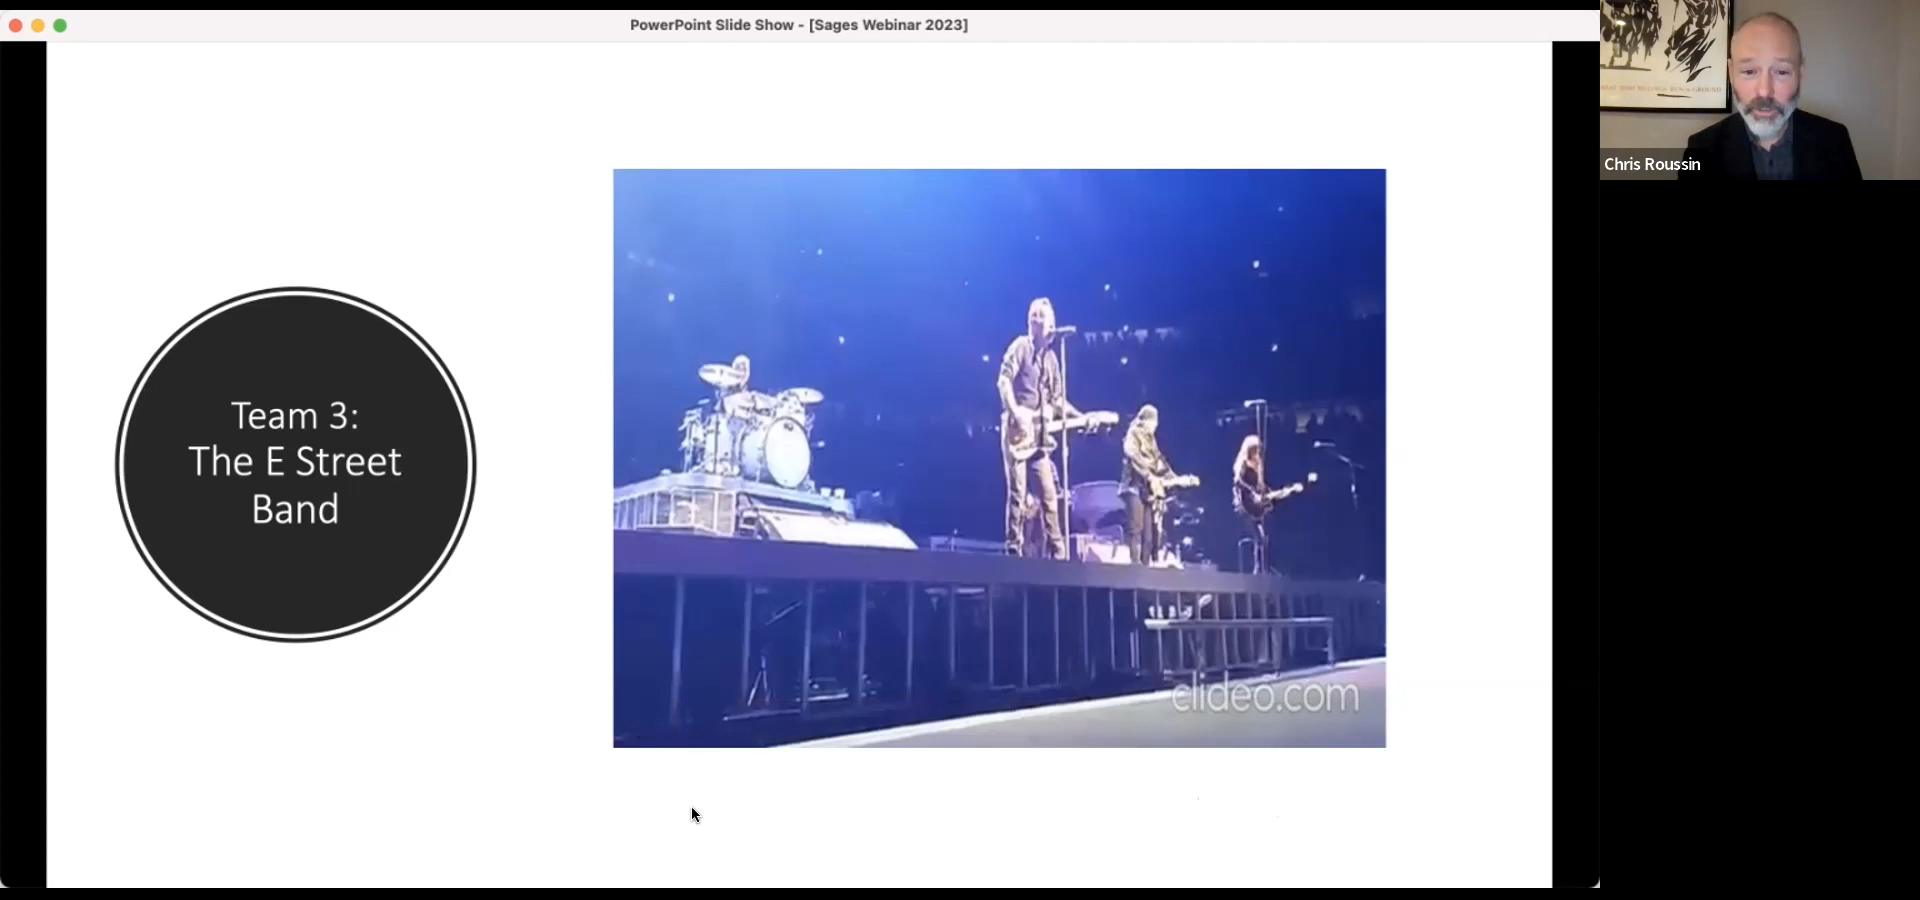 PowerPoint Slide Show - [Sages Webinar 2023]
Chris Roussin
Team 3:
The E Street
Band
elideo.com